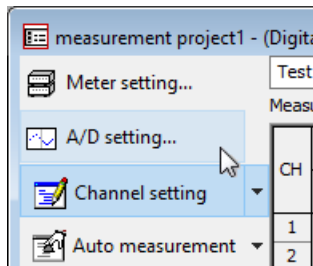 measurement project1 - (Digita
Meter setting...
Test
Measu
A/D setting...
CH
Channel setting
1
Auto measurement
2